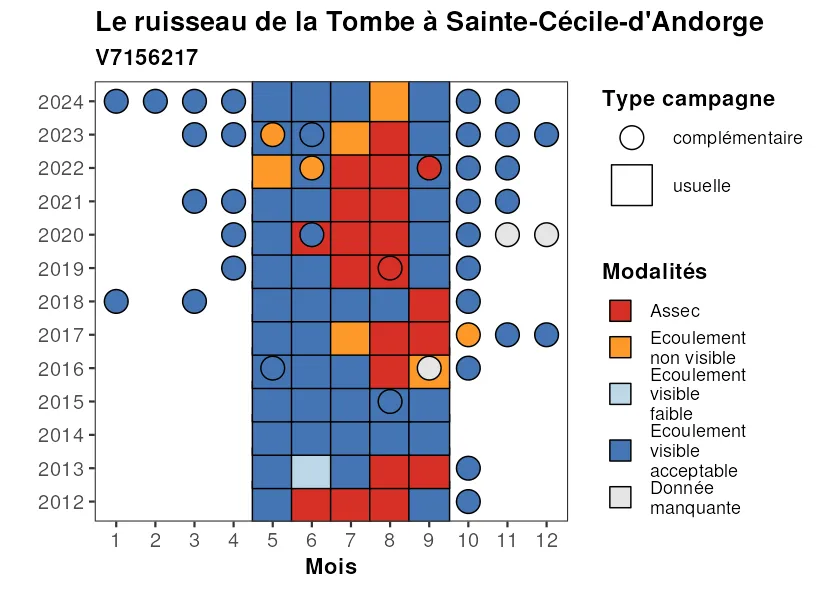 Le ruisseau de la Tombe à Sainte-Cécile-d'Andorge
V7156217
2024
2023
2022
2021
2020
2019
2018
2017
2016
2015
2014
2013
2012
1 2 3 4 5 6 7 8 9 10 11 12
Mois
Type campagne
complémentaire
usuelle
Modalités
Assec
Ecoulement
non visible
Ecoulement
visible
faible
Ecoulement
visible
acceptable
Donnée
manquante